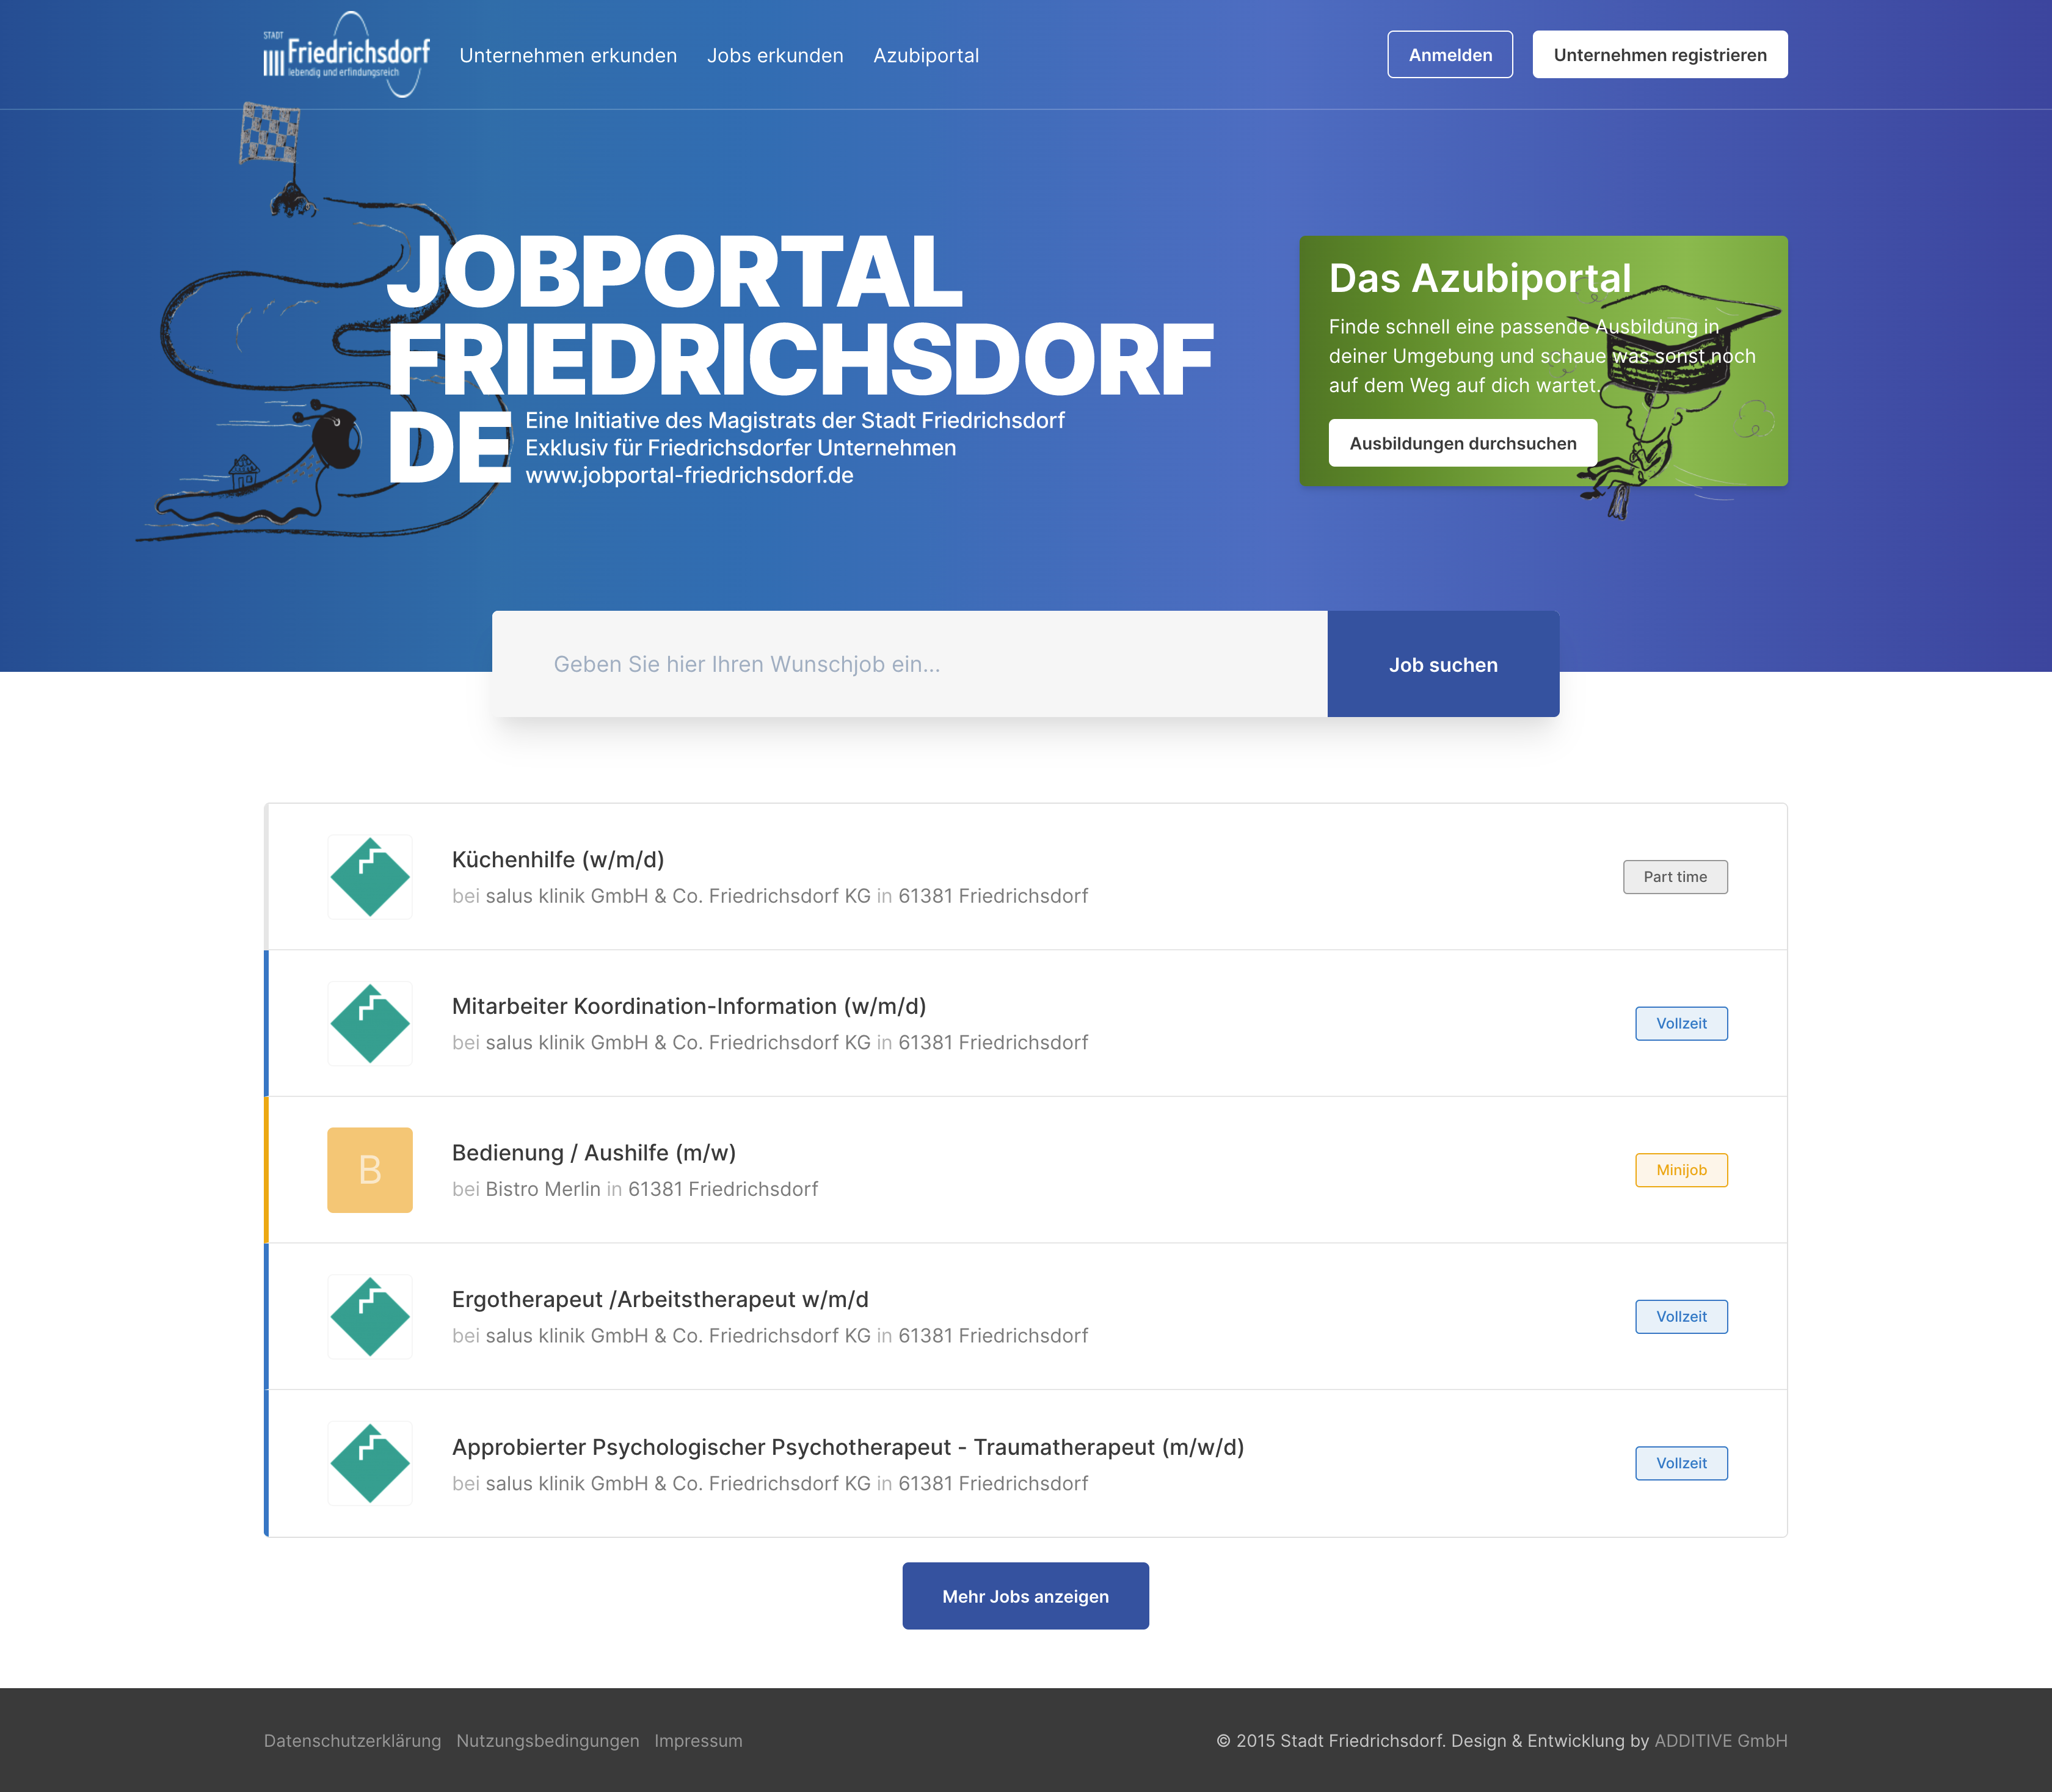 STADT
Friedrichsdorf
lebendig und erfindungsreich
Unternehmen erkunden
Jobs erkunden
Azubiportal
Anmelden
Unternehmen registrieren
JOBPORTAL
FRIEDRICHSDORF
DE
Eine Initiative des Magistrats der Stadt Friedrichsdorf
Exklusiv für Friedrichsdorfer Unternehmen
www.jobportal-friedrichsdorf.de
Das Azubiportal
Finde schnell eine passende Ausbildung in
deiner Umgebung und schaue was sonst noch
auf dem Weg auf dich wartet.
Ausbildungen durchsuchen
Geben Sie hier Ihren Wunschjob ein...
Job suchen
Küchenhilfe (w/m/d)
bei salus klinik GmbH & Co. Friedrichsdorf KG in 61381 Friedrichsdorf
Part time
Mitarbeiter Koordination-Information (w/m/d)
bei salus klinik GmbH & Co. Friedrichsdorf KG in 61381 Friedrichsdorf
Vollzeit
B
Bedienung / Aushilfe (m/w)
bei Bistro Merlin in 61381 Friedrichsdorf
Minijob
Ergotherapeut /Arbeitstherapeut w/m/d
bei salus klinik GmbH & Co. Friedrichsdorf KG in 61381 Friedrichsdorf
Vollzeit
Approbierter Psychologischer Psychotherapeut - Traumatherapeut (m/w/d)
bei salus klinik GmbH & Co. Friedrichsdorf KG in 61381 Friedrichsdorf
Vollzeit
Mehr Jobs anzeigen
Datenschutzerklärung
Nutzungsbedingungen
Impressum
© 2015 Stadt Friedrichsdorf. Design & Entwicklung by ADDITIVE GmbH